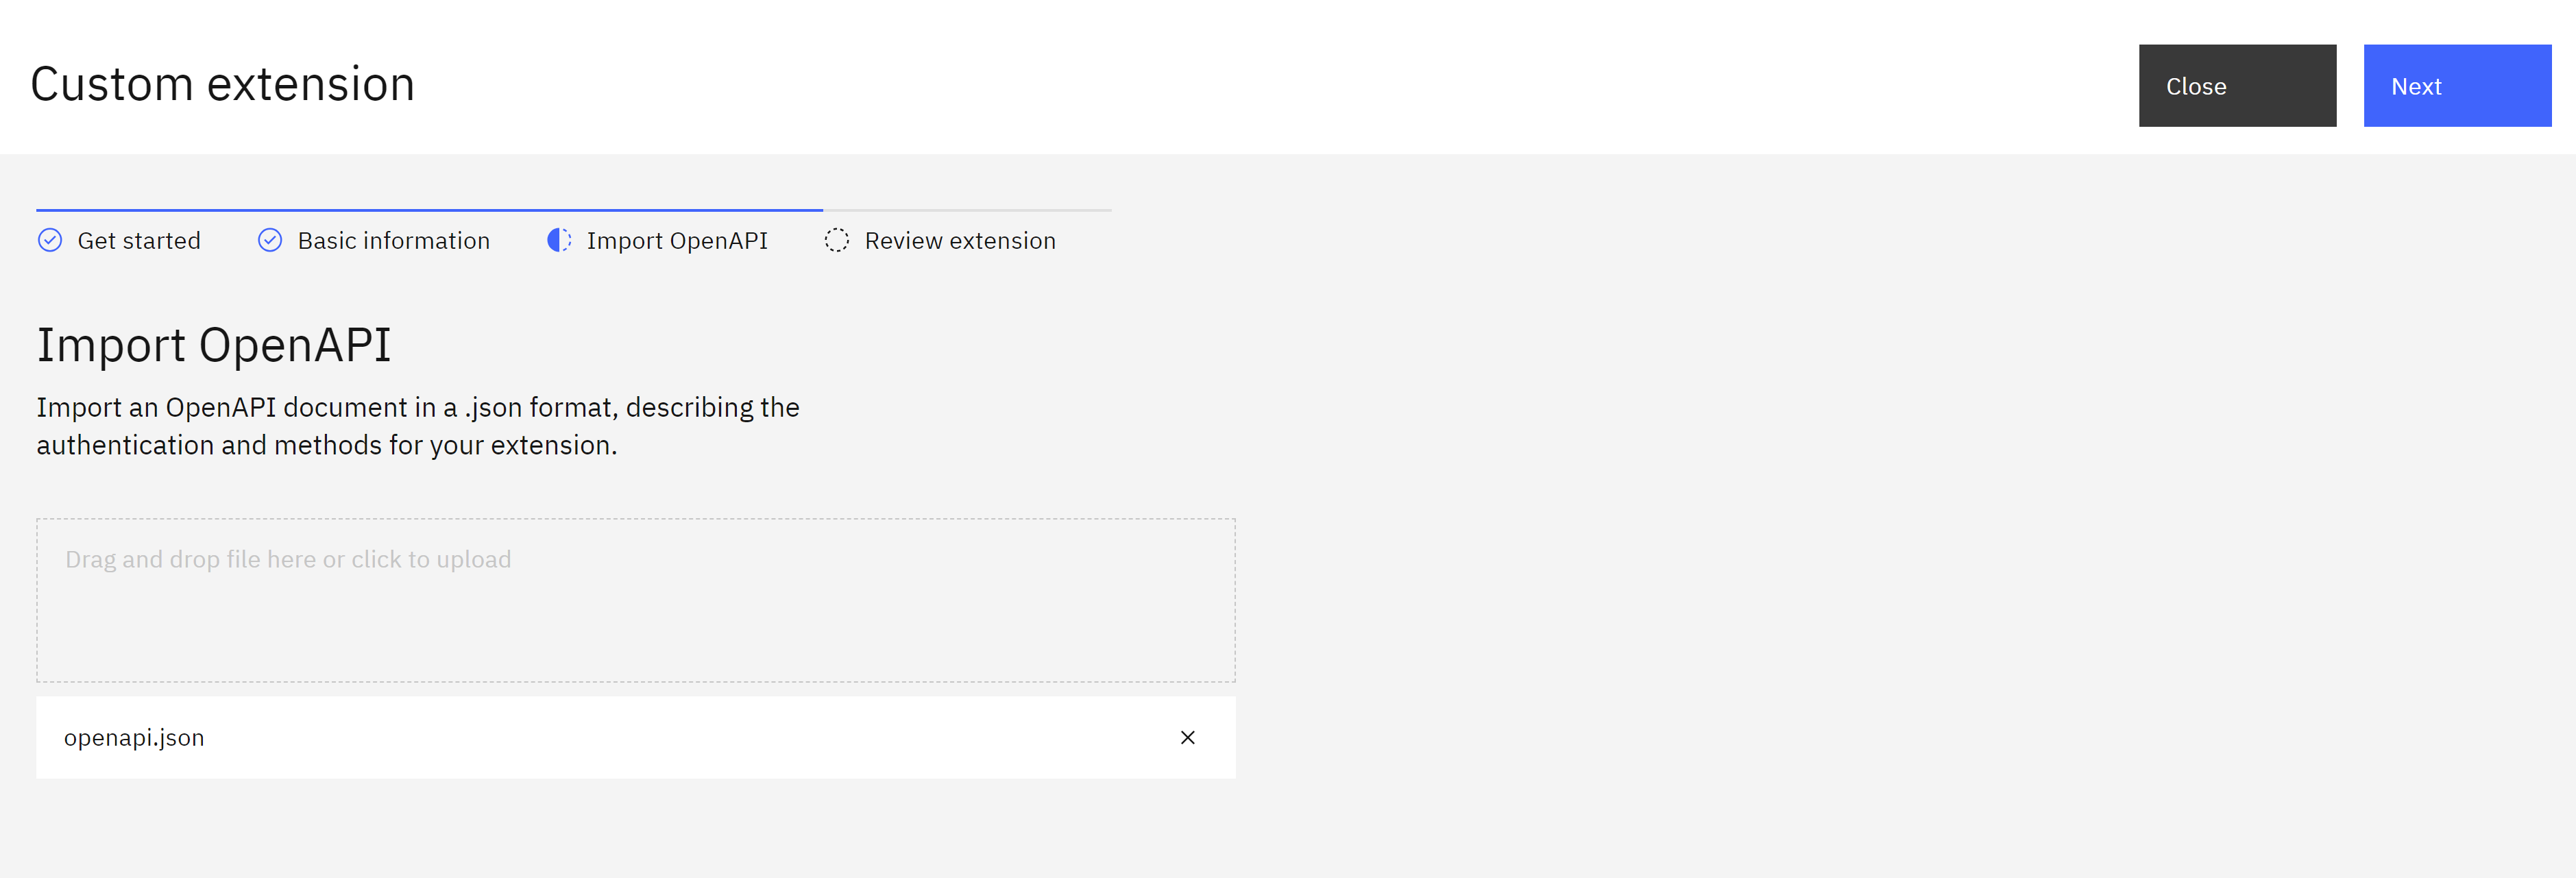 Custom extension
Close
Next
Get started
Basic information
Import OpenAPI
Review extension
Import OpenAPI
Import an OpenAPI document in a .json format, describing the
authentication and methods for your extension.
Drag and drop file here or click to upload
openapi.json